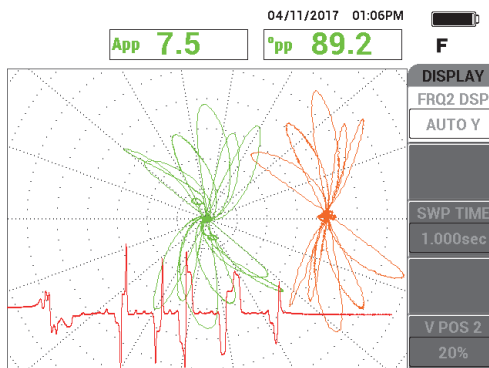 04/11/2017 01:06PM
App 7.5
°pp 89.2
F
DISPLAY
FRQ2 DSP
AUTO Y
SWP TIME
1.000sec
V POS 2
20%